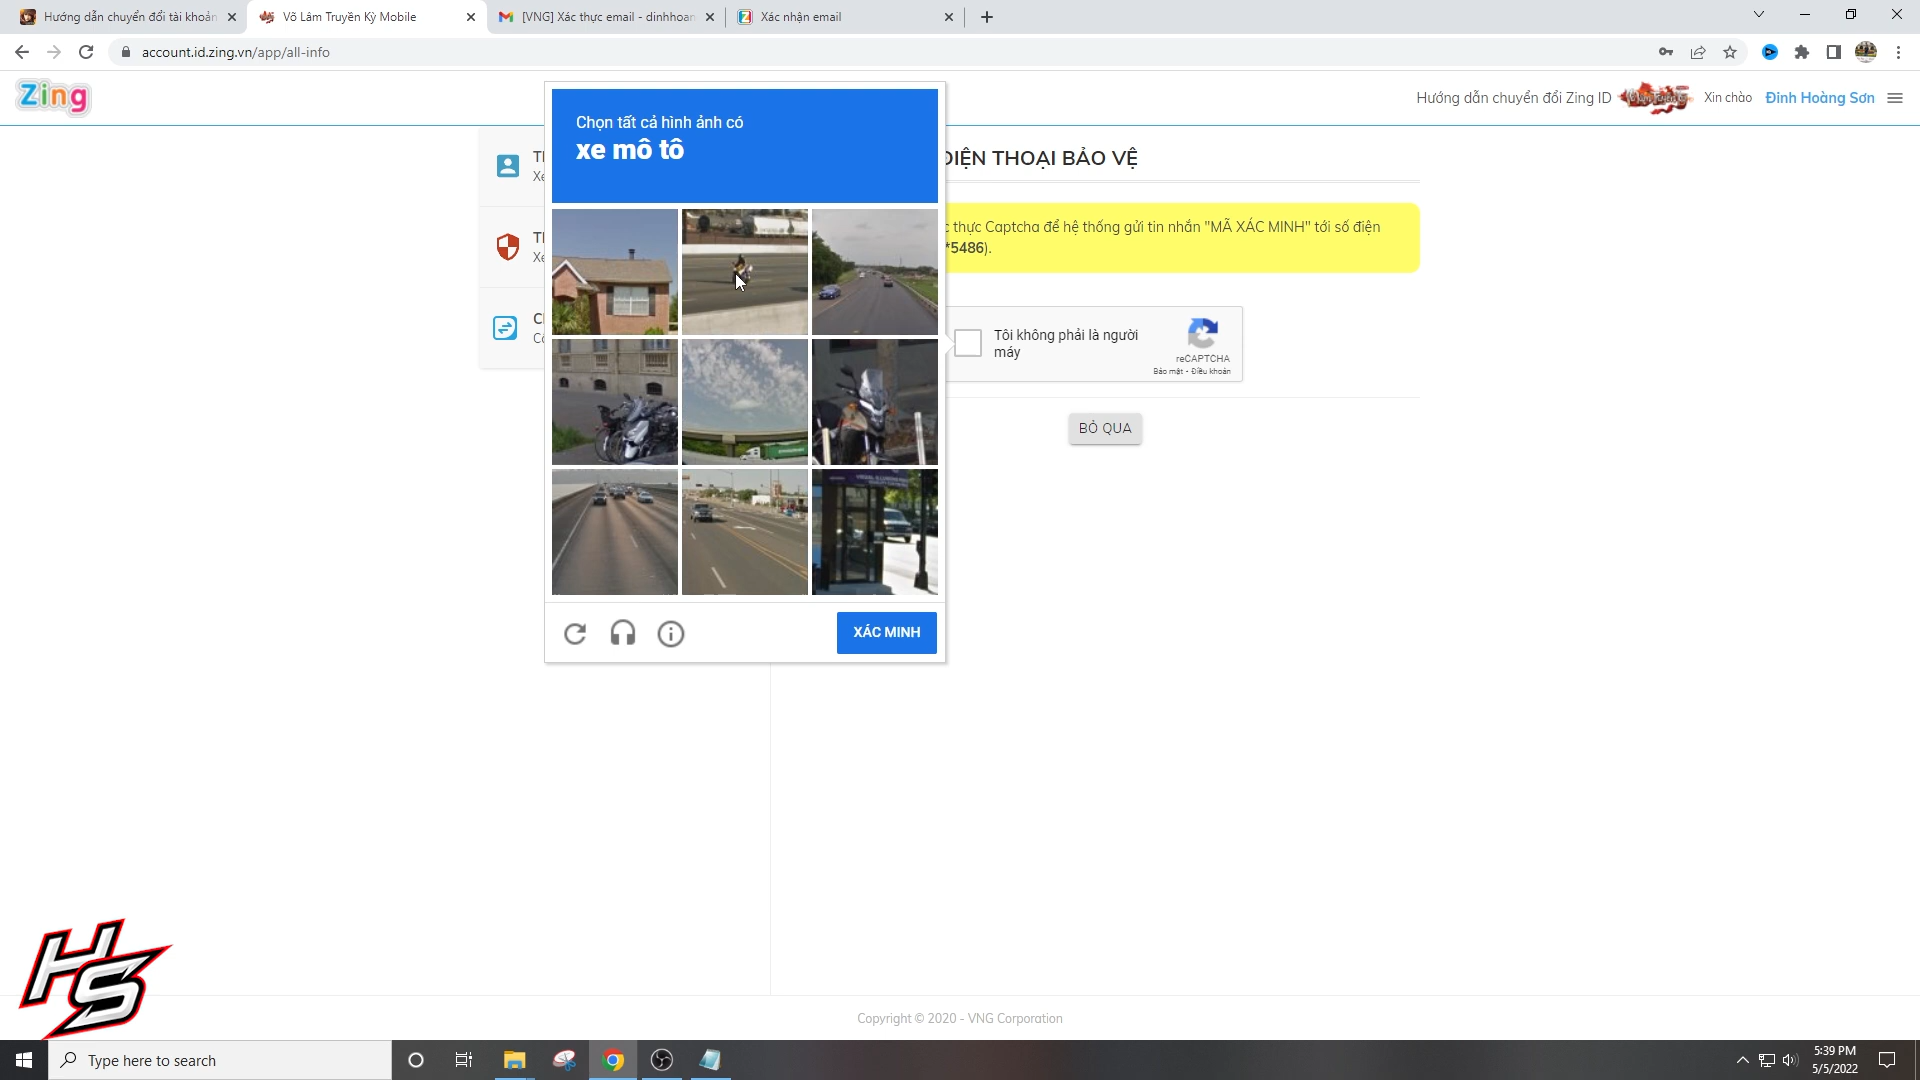 Hướng dẫn chuyển đổi tài khoản
Võ Lâm Truyền Kỳ Mobile
[VNG] Xác thực email - dinhhoan
Xác nhận email
account.id.zing.vn/app/all-info
Zing
Hướng dẫn chuyển đổi Zing ID
Xin chào
Đinh Hoàng Sơn
Chọn tất cả hình ảnh có
xe mô tô
ĐIỆN THOẠI BẢO VỆ
thực Captcha để hệ thống gửi tin nhắn "MÃ XÁC MINH" tới số điện
*5486).
Tôi không phải là người
máy
reCAPTCHA
Bảo mật - Điều khoản
BỎ QUA
XÁC MINH
HS
Copyright © 2020 - VNG Corporation
Type here to search
5:39 PM
5/5/2022